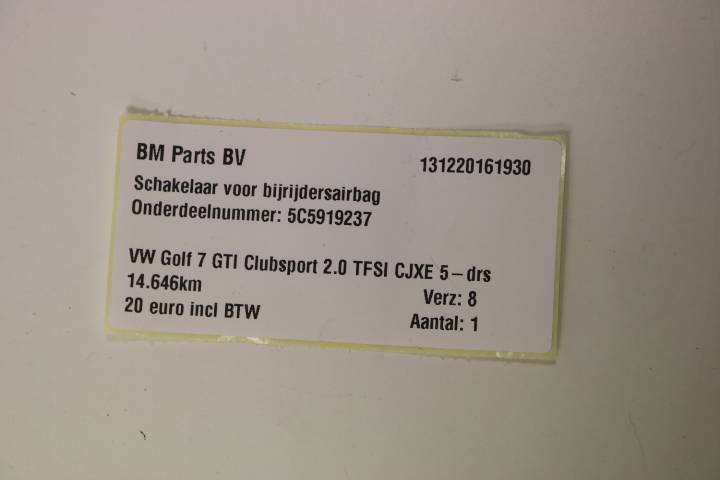 BM Parts BV 131220161930
Schakelaar voor bijrijdersairbag
Onderdeelnummer: 5C5919237
VW Golf 7 GTI Clubsport 2.0 TFSI CJXE 5-drs
14.646km Verz: 8
20 euro incl BTW Aantal: 1